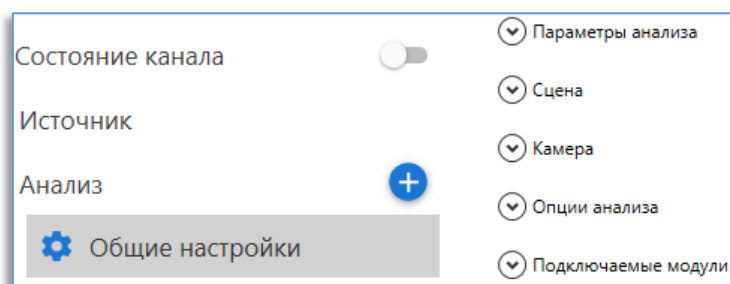 Состояние канала
Источник
Анализ
Общие настройки
Параметры анализа
Сцена
Камера
Опции анализа
Подключаемые модули